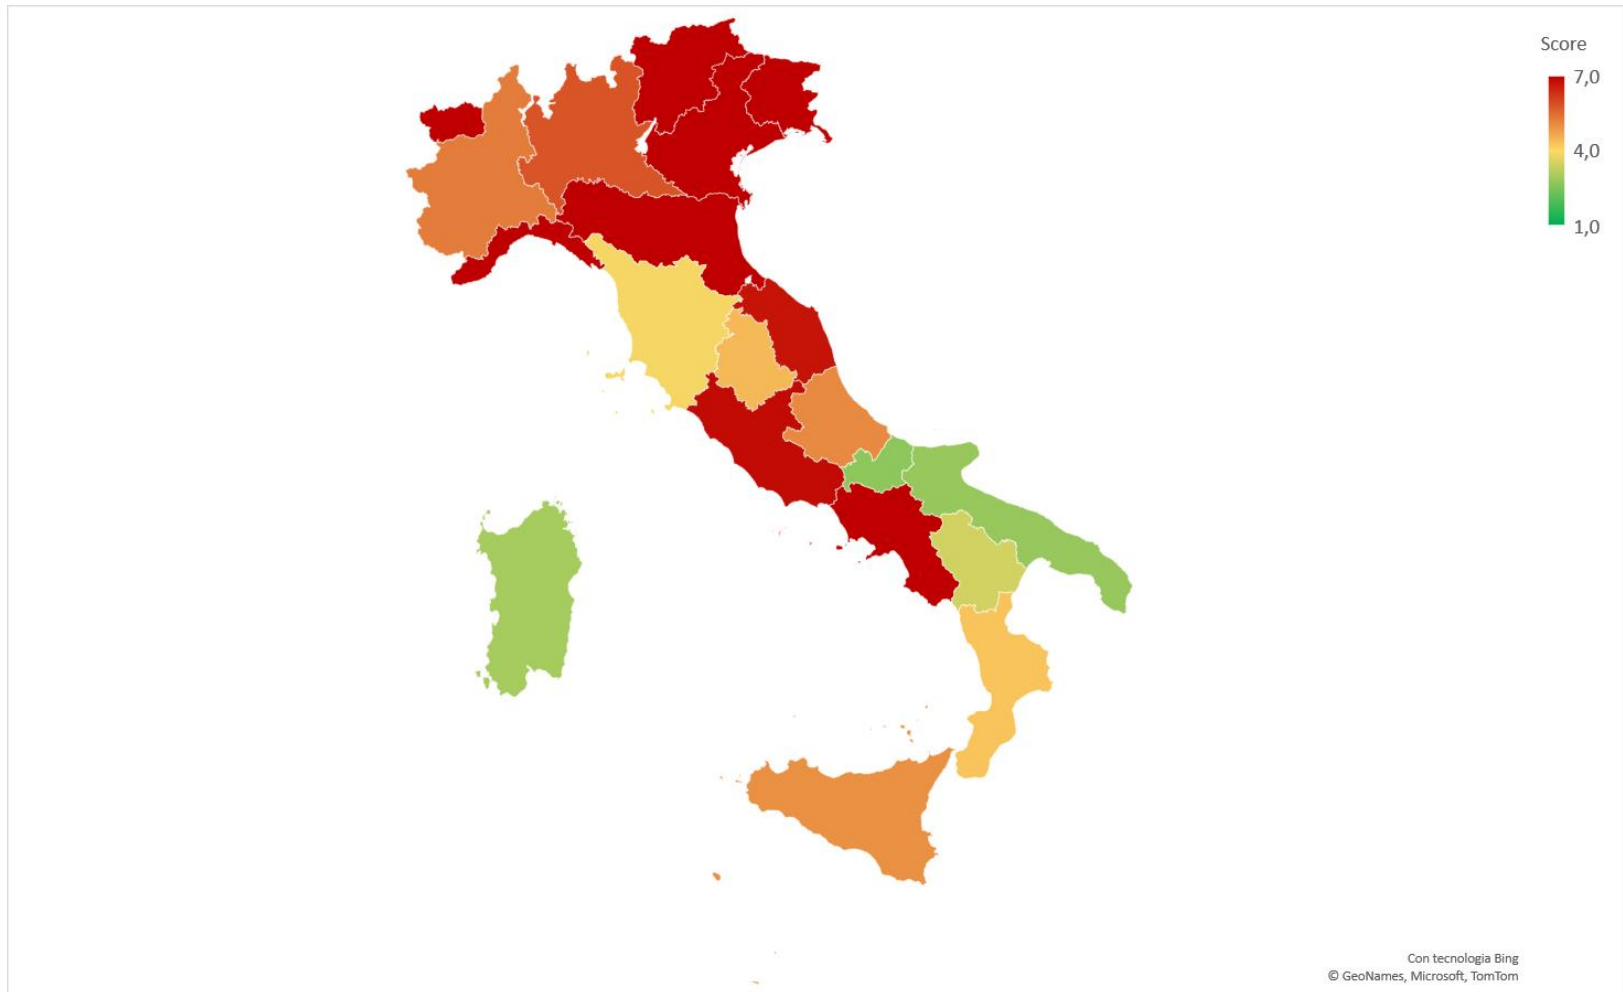 Score
7,0
4,0
1,0
Con tecnologia Bing
© GeoNames, Microsoft, TomTom